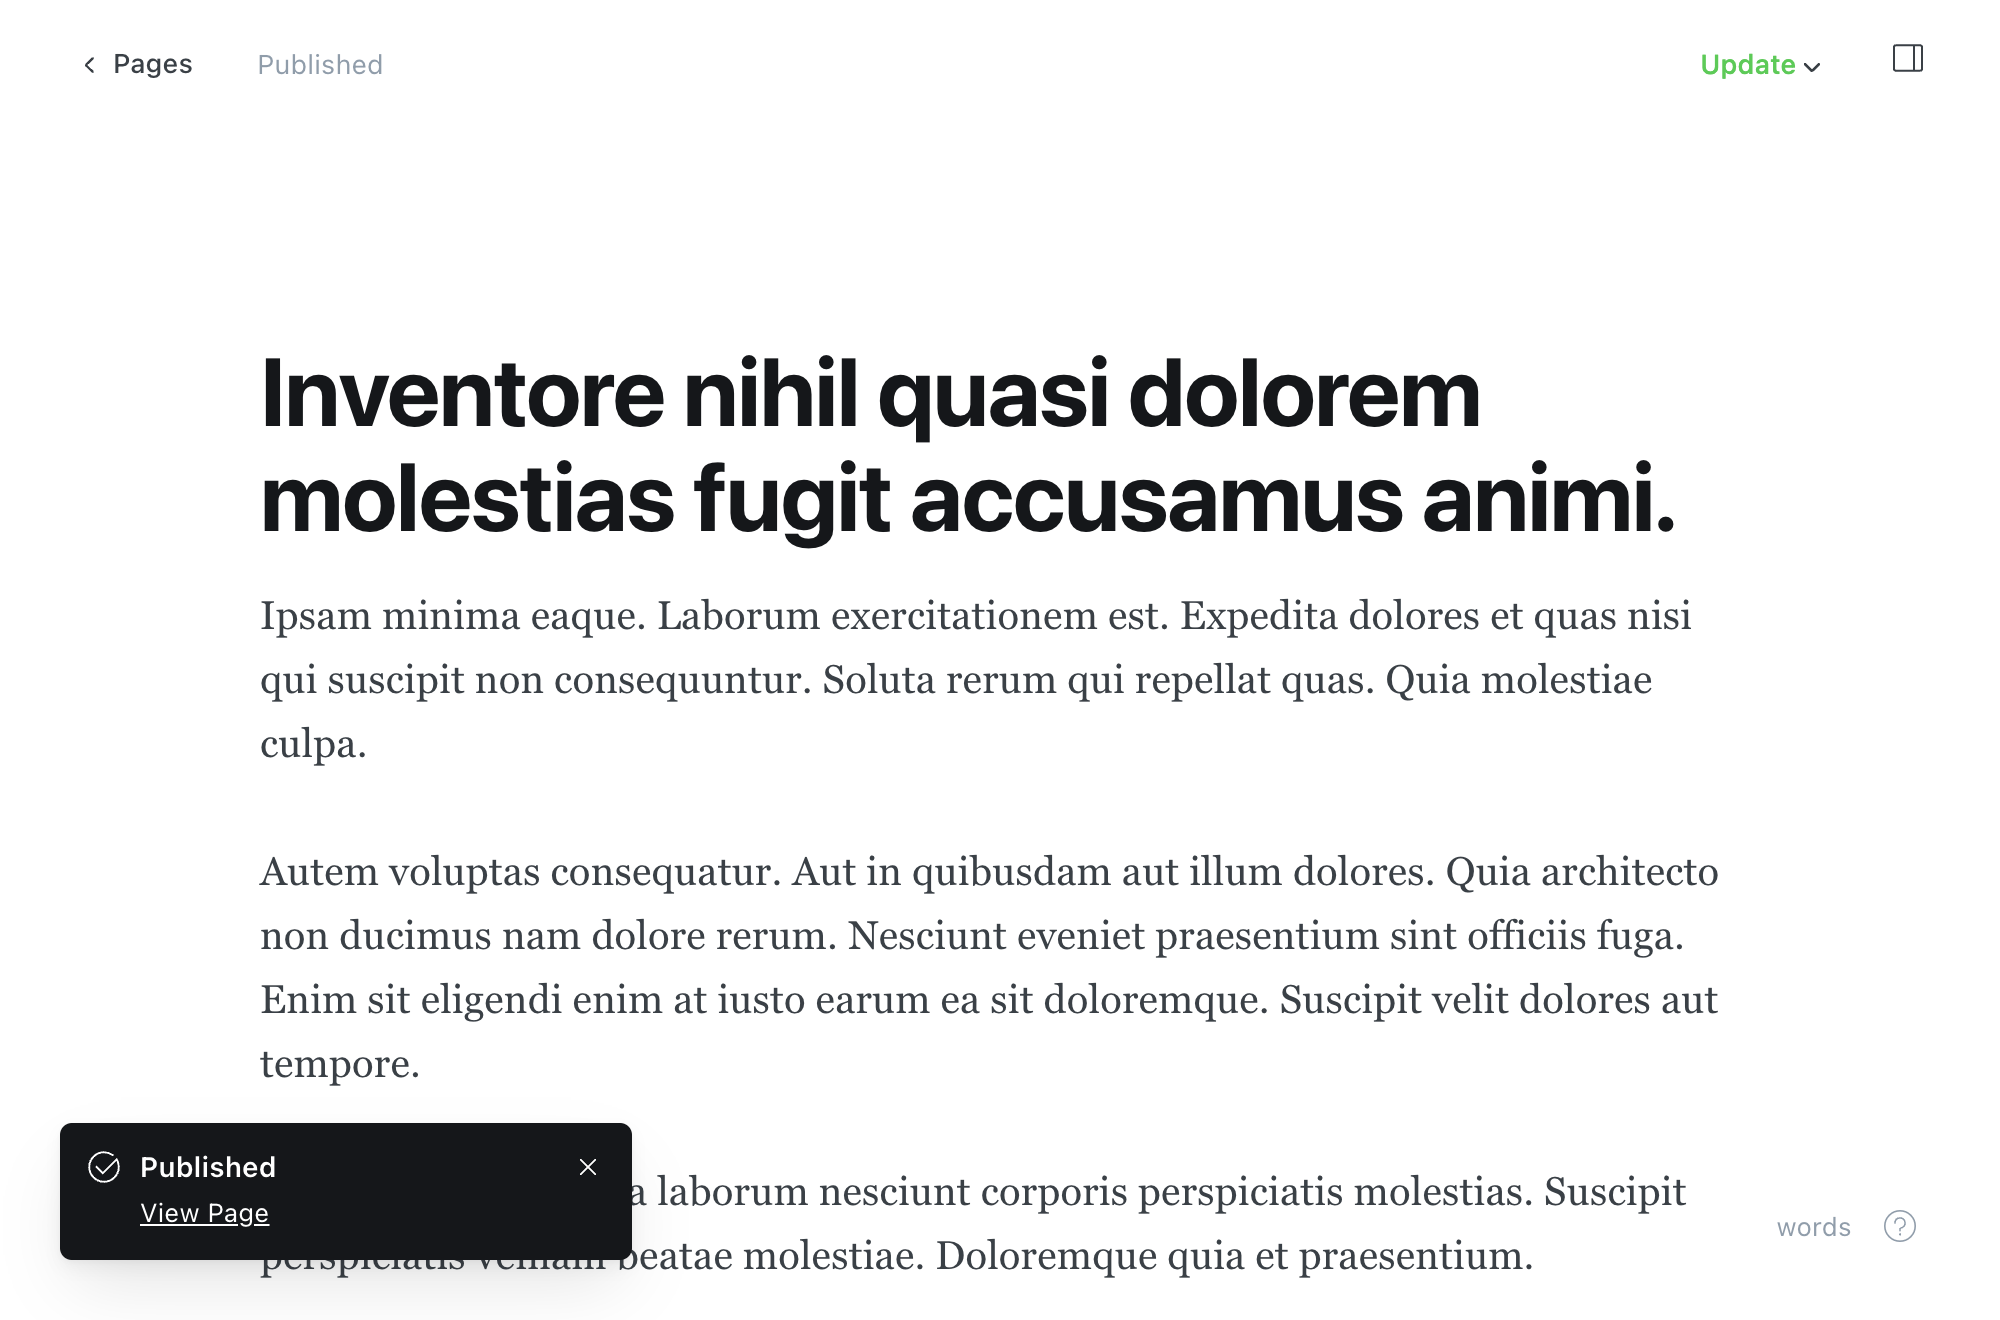 Pages
Published
Update
Inventore nihil quasi dolorem
molestias fugit accusamus animi.
Ipsam minima eaque. Laborum exercitationem est. Expedita dolores et quas nisi
qui suscipit non consequuntur. Soluta rerum qui repellat quas. Quia molestiae
culpa.
Autem voluptas consequatur. Aut in quibusdam aut illum dolores. Quia architecto
non ducimus nam dolore rerum. Nesciunt eveniet praesentium sint officiis fuga.
Enim sit eligendi enim at iusto earum ea sit doloremque. Suscipit velit dolores aut
tempore.
laborum nesciunt corporis perspiciatis molestias. Suscipit
perspiciatis veniam beatae molestiae. Doloremque quia et praesentium.
Published
View Page
words